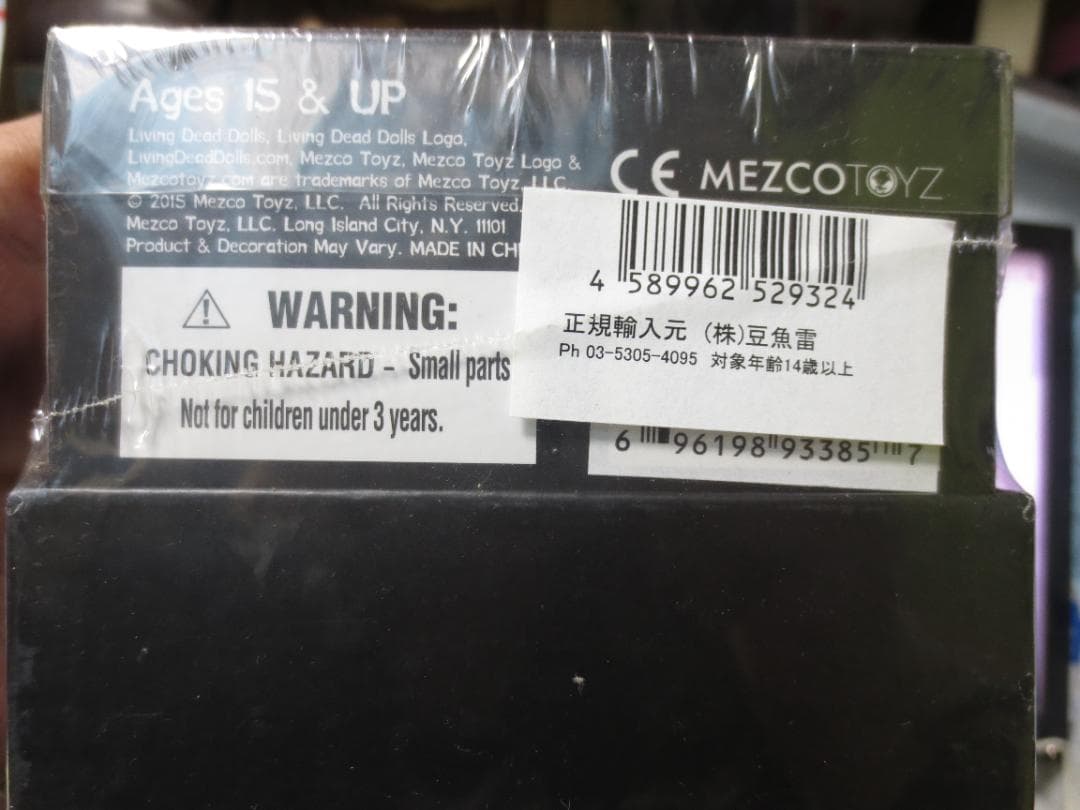 Ages 15 & UP
Living Dead Dolls, Living Dead Dolls Logo,
LivingDeadDolls.com, Mezco Toyz, Mezco Toyz Logo &
Mezcotoyz.com are trademarks of Mezco Toyz, LLC.
© 2015 Mezco Toyz, LLC. All Rights Reserved.
Mezco Toyz, LLC. Long Island City, N.Y. 11101
Product & Decoration May Vary. MADE IN CH
CE MEZCOTOYZ
WARNING:
CHOKING HAZARD – Small parts
Not for children under 3 years.
4 589962 529324
正規輸入元 (株)豆魚雷
Ph 03-5305-4095 対象年齢14歳以上
6 96198 93385 7